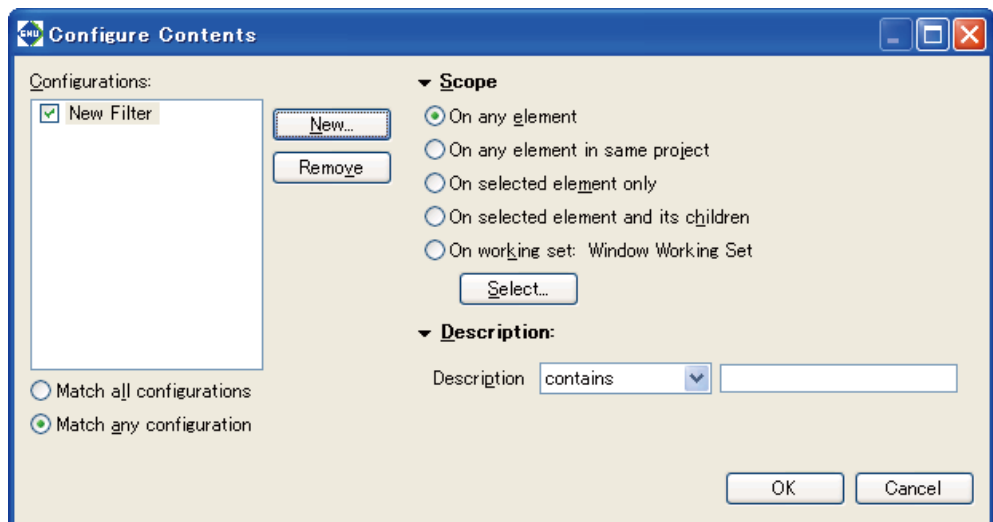 GNU Configure Contents
Configurations:
New Filter
New...
Remove
Match all configurations
Match any configuration
Scope
On any element
On any element in same project
On selected element only
On selected element and its children
On working set: Window Working Set
Select...
Description:
Description contains
OK Cancel